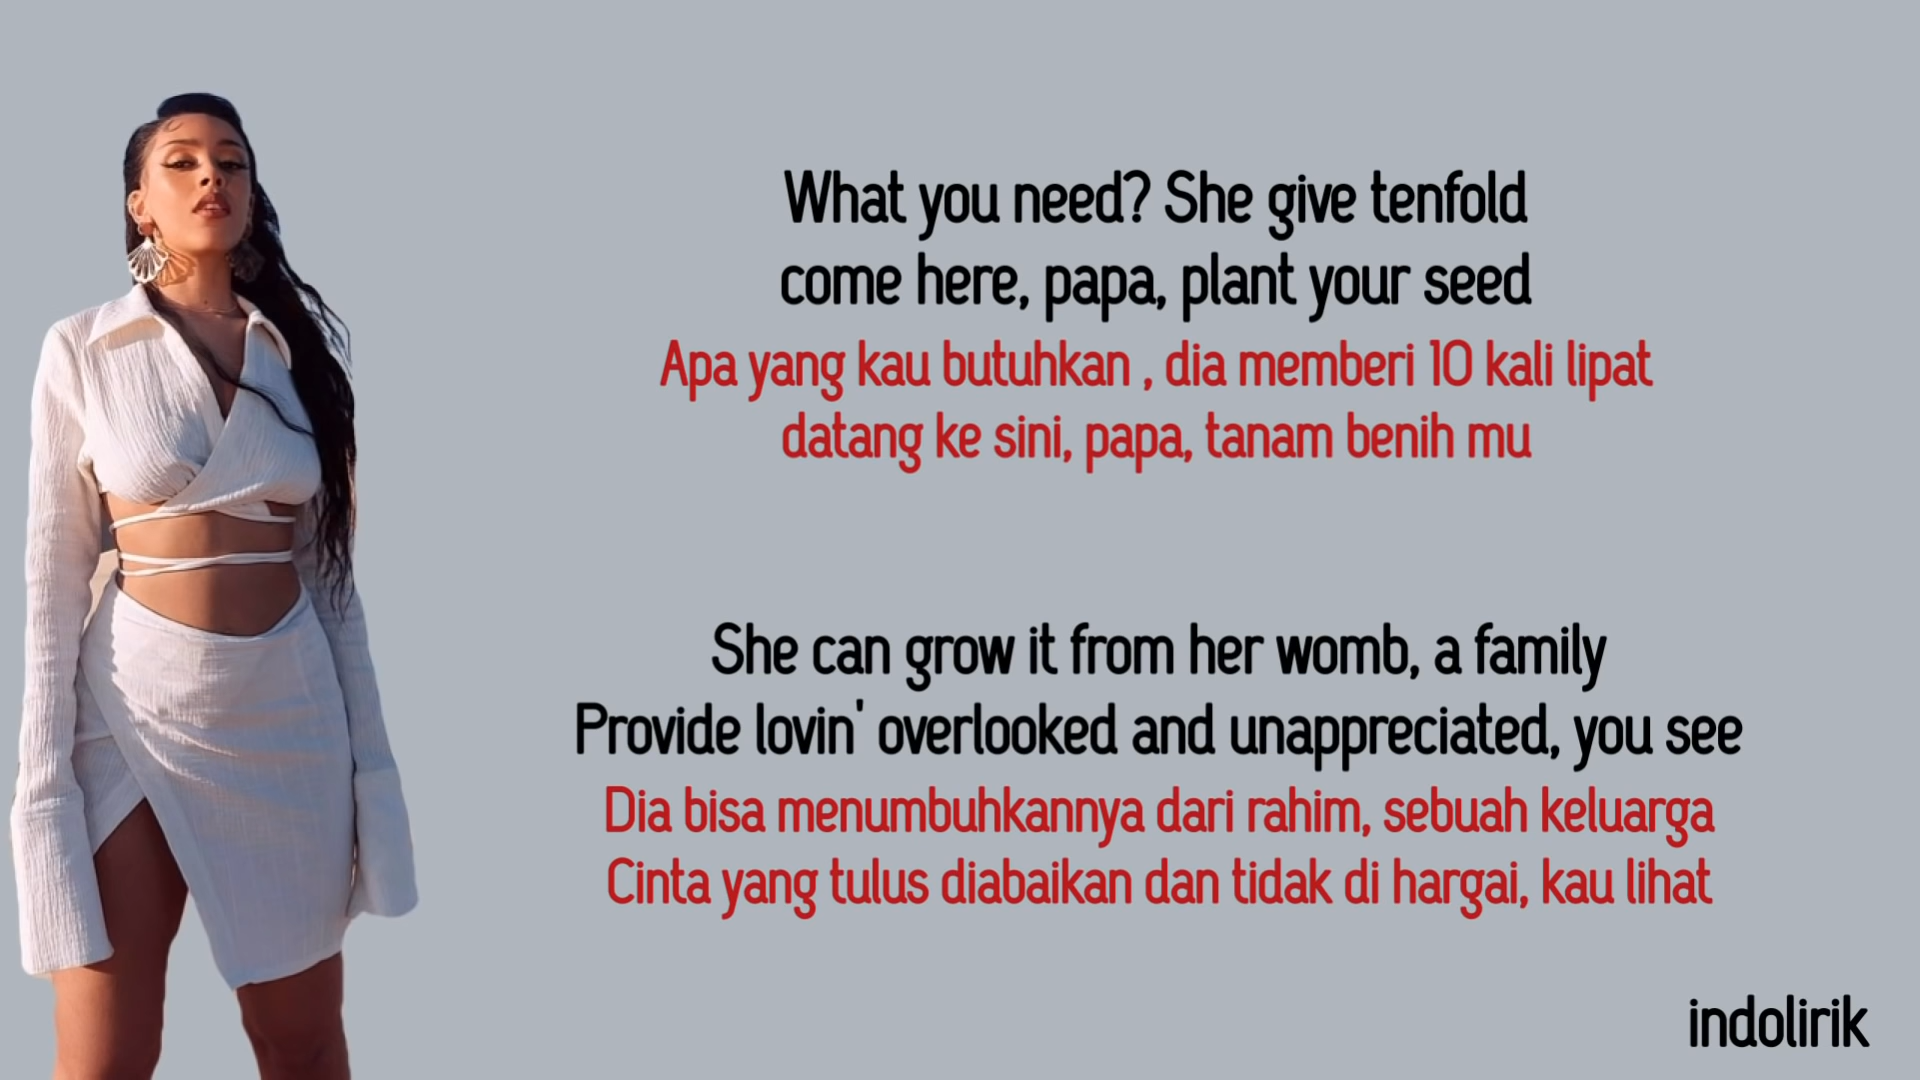 What you need? She give tenfold
come here, papa, plant your seed
Apa yang kau butuhkan , dia memberi 10 kali lipat
datang ke sini, papa, tanam benih mu
She can grow it from her womb, a family
Provide lovin' overlooked and unappreciated, you see
Dia bisa menumbuhkannya dari rahim, sebuah keluarga
Cinta yang tulus diabaikan dan tidak di hargai, kau lihat
indolirik